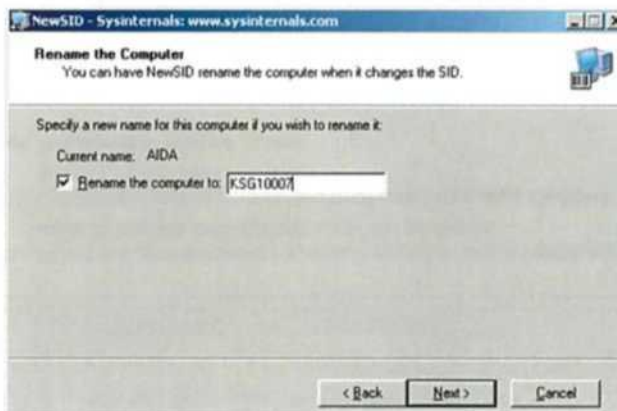 NewSID - Sysinternals: www.sysinternals.com
Rename the Computer
You can have NewSID rename the computer when it changes the SID.
Specify a new name for this computer if you wish to rename it:
Current name: AIDA
Rename the computer to: KSG10007
< Back Next > Cancel